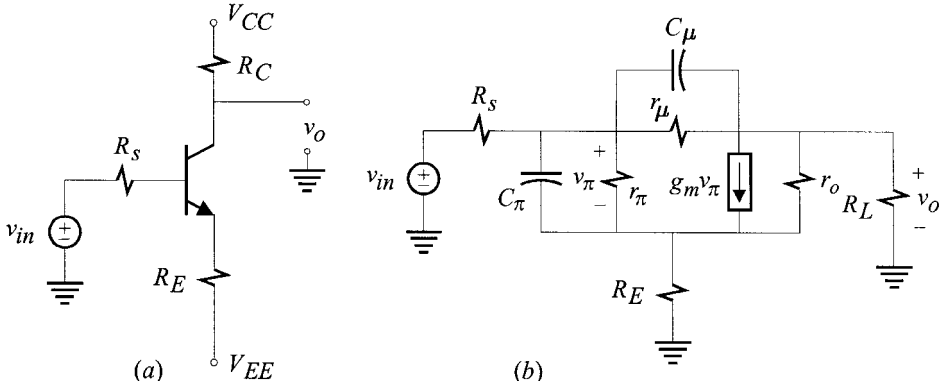 V_CC
R_C
v_o
R_s
v_in
R_E
V_EE
(a)
C_μ
R_s
r_μ
v_in
C_π
+
v_π
−
r_π
g_m v_π
r_o
R_L
+
v_o
−
R_E
(b)